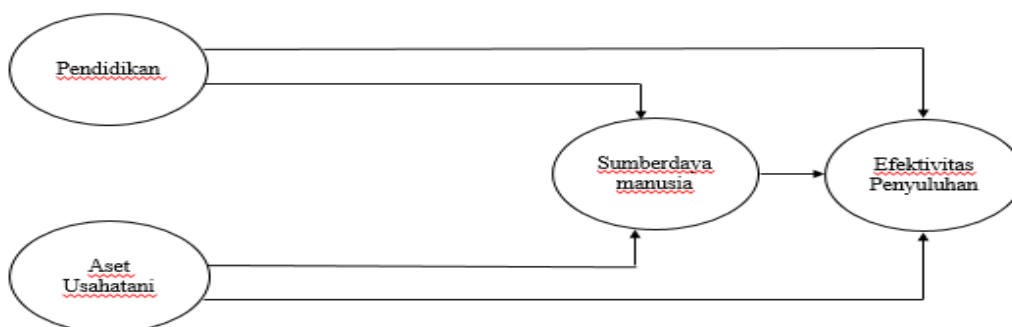 Pendidikan
Sumberdaya
manusia
Efektivitas
Penyuluhan
Aset
Usahatani